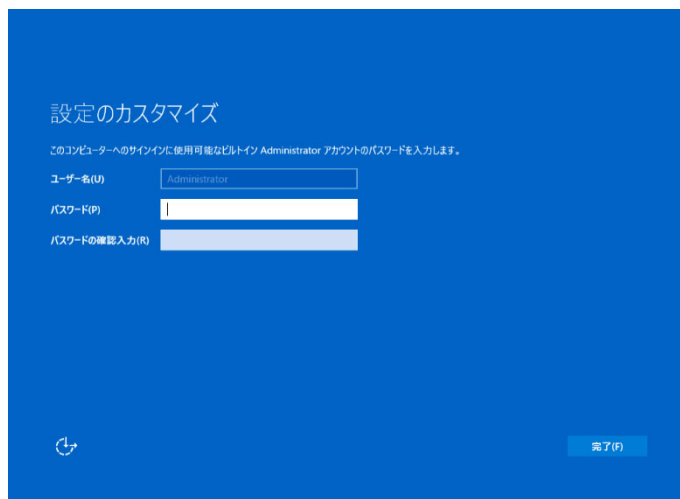 設定のカスタマイズ
このコンピューターへのサインインに使用可能なビルトイン Administrator アカウントのパスワードを入力します。
ユーザー名(U)
Administrator
パスワード(P)
パスワードの確認入力(R)
完了(F)